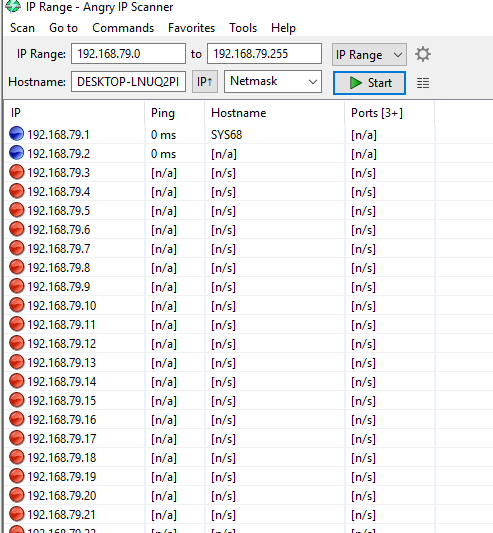 IP Range - Angry IP Scanner
Scan Go to Commands Favorites Tools Help
IP Range: 192.168.79.0 to 192.168.79.255 IP Range
Hostname: DESKTOP-LNUQ2PI IP↑ Netmask Start
IP Ping Hostname Ports [3+]
192.168.79.1 0 ms SYS68 [n/a]
192.168.79.2 0 ms [n/a] [n/a]
192.168.79.3 [n/a] [n/s] [n/s]
192.168.79.4 [n/a] [n/s] [n/s]
192.168.79.5 [n/a] [n/s] [n/s]
192.168.79.6 [n/a] [n/s] [n/s]
192.168.79.7 [n/a] [n/s] [n/s]
192.168.79.8 [n/a] [n/s] [n/s]
192.168.79.9 [n/a] [n/s] [n/s]
192.168.79.10 [n/a] [n/s] [n/s]
192.168.79.11 [n/a] [n/s] [n/s]
192.168.79.12 [n/a] [n/s] [n/s]
192.168.79.13 [n/a] [n/s] [n/s]
192.168.79.14 [n/a] [n/s] [n/s]
192.168.79.15 [n/a] [n/s] [n/s]
192.168.79.16 [n/a] [n/s] [n/s]
192.168.79.17 [n/a] [n/s] [n/s]
192.168.79.18 [n/a] [n/s] [n/s]
192.168.79.19 [n/a] [n/s] [n/s]
192.168.79.20 [n/a] [n/s] [n/s]
192.168.79.21 [n/a] [n/s] [n/s]